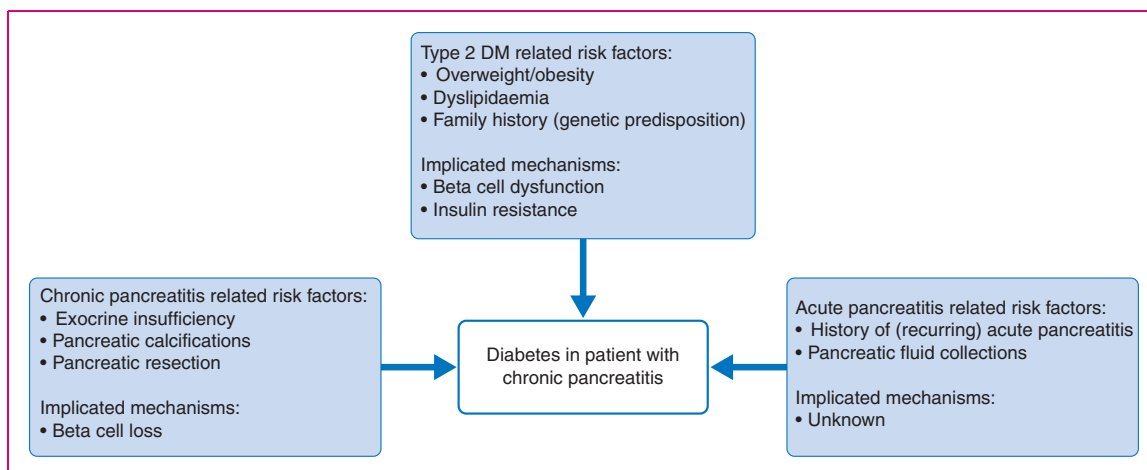 Type 2 DM related risk factors:
• Overweight/obesity
• Dyslipidaemia
• Family history (genetic predisposition)
Implicated mechanisms:
• Beta cell dysfunction
• Insulin resistance
Chronic pancreatitis related risk factors:
• Exocrine insufficiency
• Pancreatic calcifications
• Pancreatic resection
Implicated mechanisms:
• Beta cell loss
Diabetes in patient with
chronic pancreatitis
Acute pancreatitis related risk factors:
• History of (recurring) acute pancreatitis
• Pancreatic fluid collections
Implicated mechanisms:
• Unknown